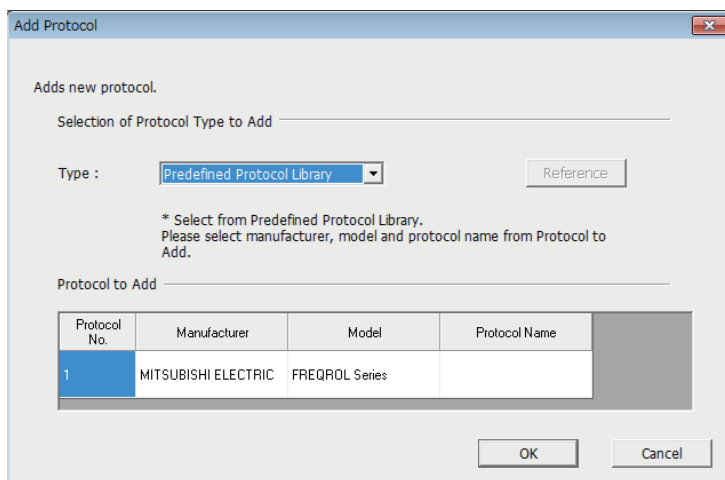 Add Protocol
Adds new protocol.
Selection of Protocol Type to Add
Type :
Predefined Protocol Library
Reference
* Select from Predefined Protocol Library.
Please select manufacturer, model and protocol name from Protocol to
Add.
Protocol to Add
Protocol
No.
Manufacturer
Model
Protocol Name
1
MITSUBISHI ELECTRIC
FREQROL Series
OK
Cancel